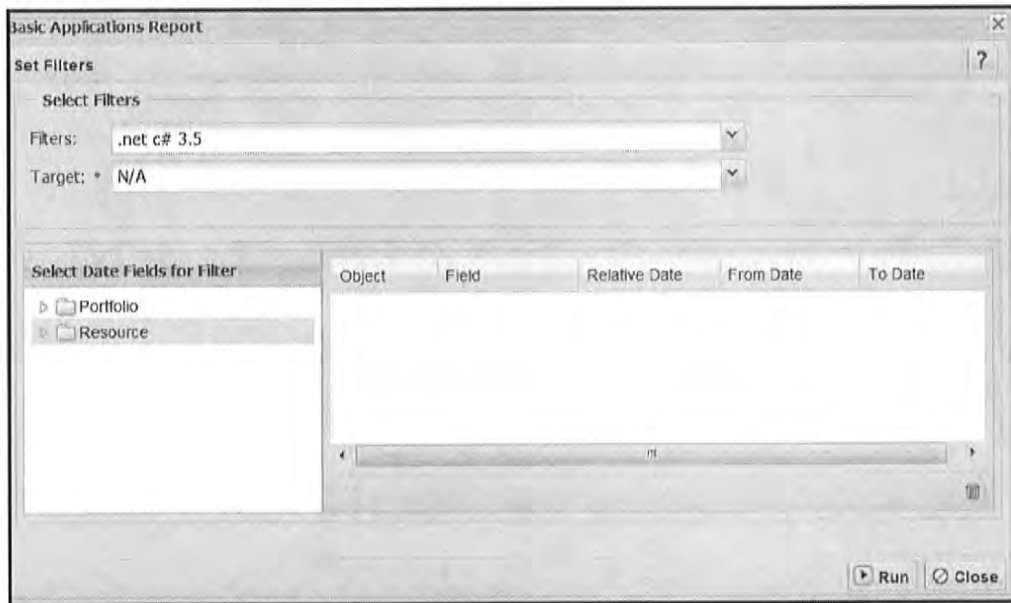 Basic Applications Report
Set Filters
?
Select Filters
Filters: .net c# 3.5
Target: * N/A
Select Date Fields for Filter
Object Field Relative Date From Date To Date
Portfolio
Resource
Run Close